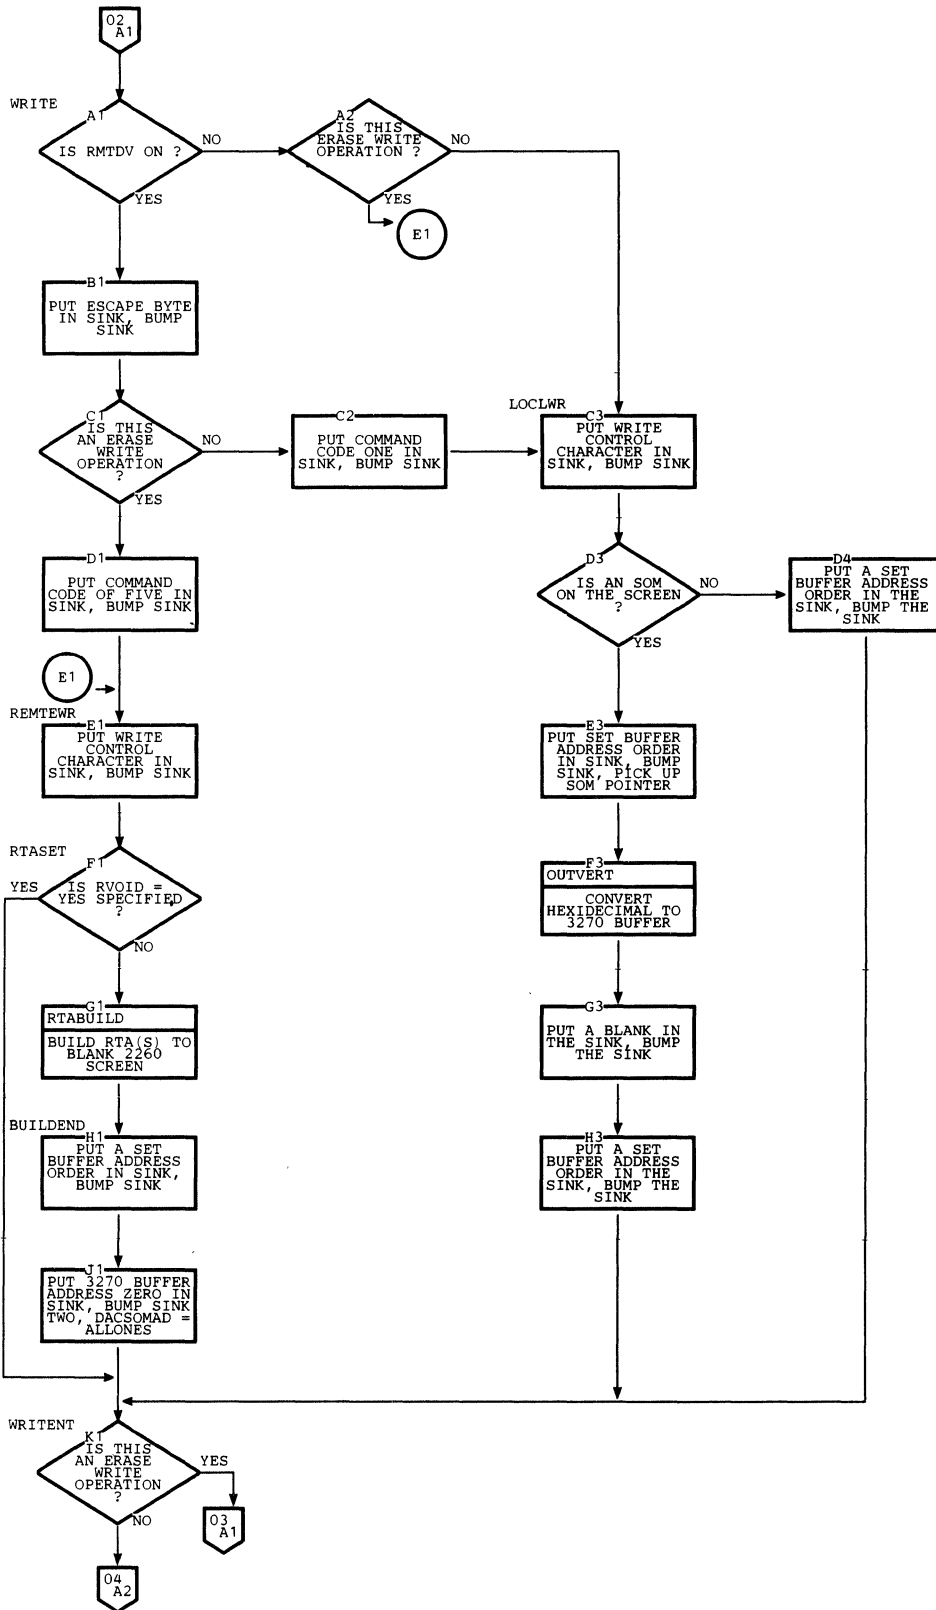 02
A1
WRITE
A1
IS RMTDV ON ?
NO
YES
A2
IS THIS
ERASE WRITE
OPERATION ?
NO
YES
E1
B1
PUT ESCAPE BYTE
IN SINK, BUMP
SINK
C1
IS THIS
AN ERASE
WRITE
OPERATION
?
NO
YES
C2
PUT COMMAND
CODE ONE IN
SINK, BUMP SINK
LOCLWR
C3
PUT WRITE
CONTROL
CHARACTER IN
SINK, BUMP SINK
D1
PUT COMMAND
CODE OF FIVE IN
SINK, BUMP SINK
D3
IS AN SOM
ON THE SCREEN
?
NO
YES
D4
PUT A SET
BUFFER ADDRESS
ORDER IN THE
SINK, BUMP THE
SINK
E1
REMTEWR
E1
PUT WRITE
CONTROL
CHARACTER IN
SINK, BUMP SINK
E3
PUT SET BUFFER
ADDRESS ORDER
IN SINK, BUMP
SINK, PICK UP
SOM POINTER
RTASET
F1
YES
IS RVOID =
YES SPECIFIED
?
NO
F3
OUTVERT
CONVERT
HEXIDECIMAL TO
3270 BUFFER
G1
RTABUILD
BUILD RTA(S) TO
BLANK 2260
SCREEN
G3
PUT A BLANK IN
THE SINK, BUMP
THE SINK
BUILDEND
H1
PUT A SET
BUFFER ADDRESS
ORDER IN SINK,
BUMP SINK
H3
PUT A SET
BUFFER ADDRESS
ORDER IN THE
SINK, BUMP THE
SINK
J1
PUT 3270 BUFFER
ADDRESS ZERO IN
SINK, BUMP SINK
TWO, DACSOMAD =
ALLONES
WRITENT
K1
IS THIS
AN ERASE
WRITE
OPERATION
?
YES
NO
03
A1
04
A2